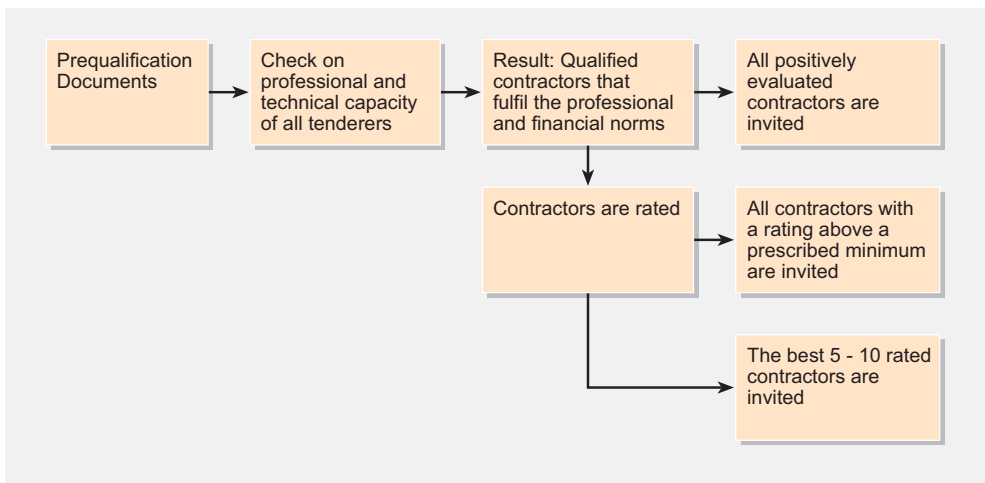 Prequalification
Documents
Check on
professional and
technical capacity
of all tenderers
Result: Qualified
contractors that
fulfil the professional
and financial norms
All positively
evaluated
contractors are
invited
Contractors are rated
All contractors with
a rating above a
prescribed minimum
are invited
The best 5 - 10 rated
contractors are
invited